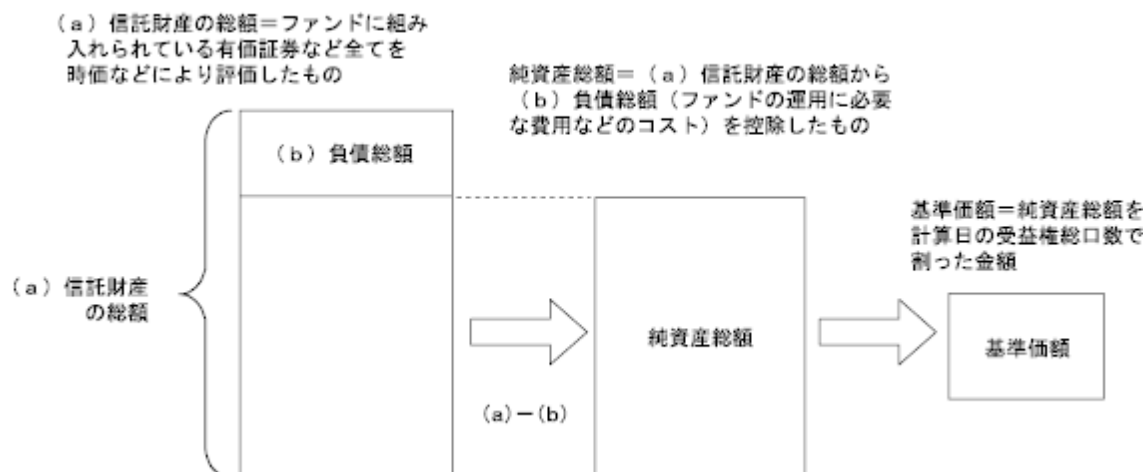 (a)信託財産の総額＝ファンドに組み
入れられている有価証券など全てを
時価などにより評価したもの
純資産総額＝(a)信託財産の総額から
(b)負債総額(ファンドの運用に必要
な費用などのコスト)を控除したもの
(b)負債総額
基準価額＝純資産総額を
計算日の受益権総口数で
割った金額
(a)信託財産
の総額
純資産総額
基準価額
(a)－(b)